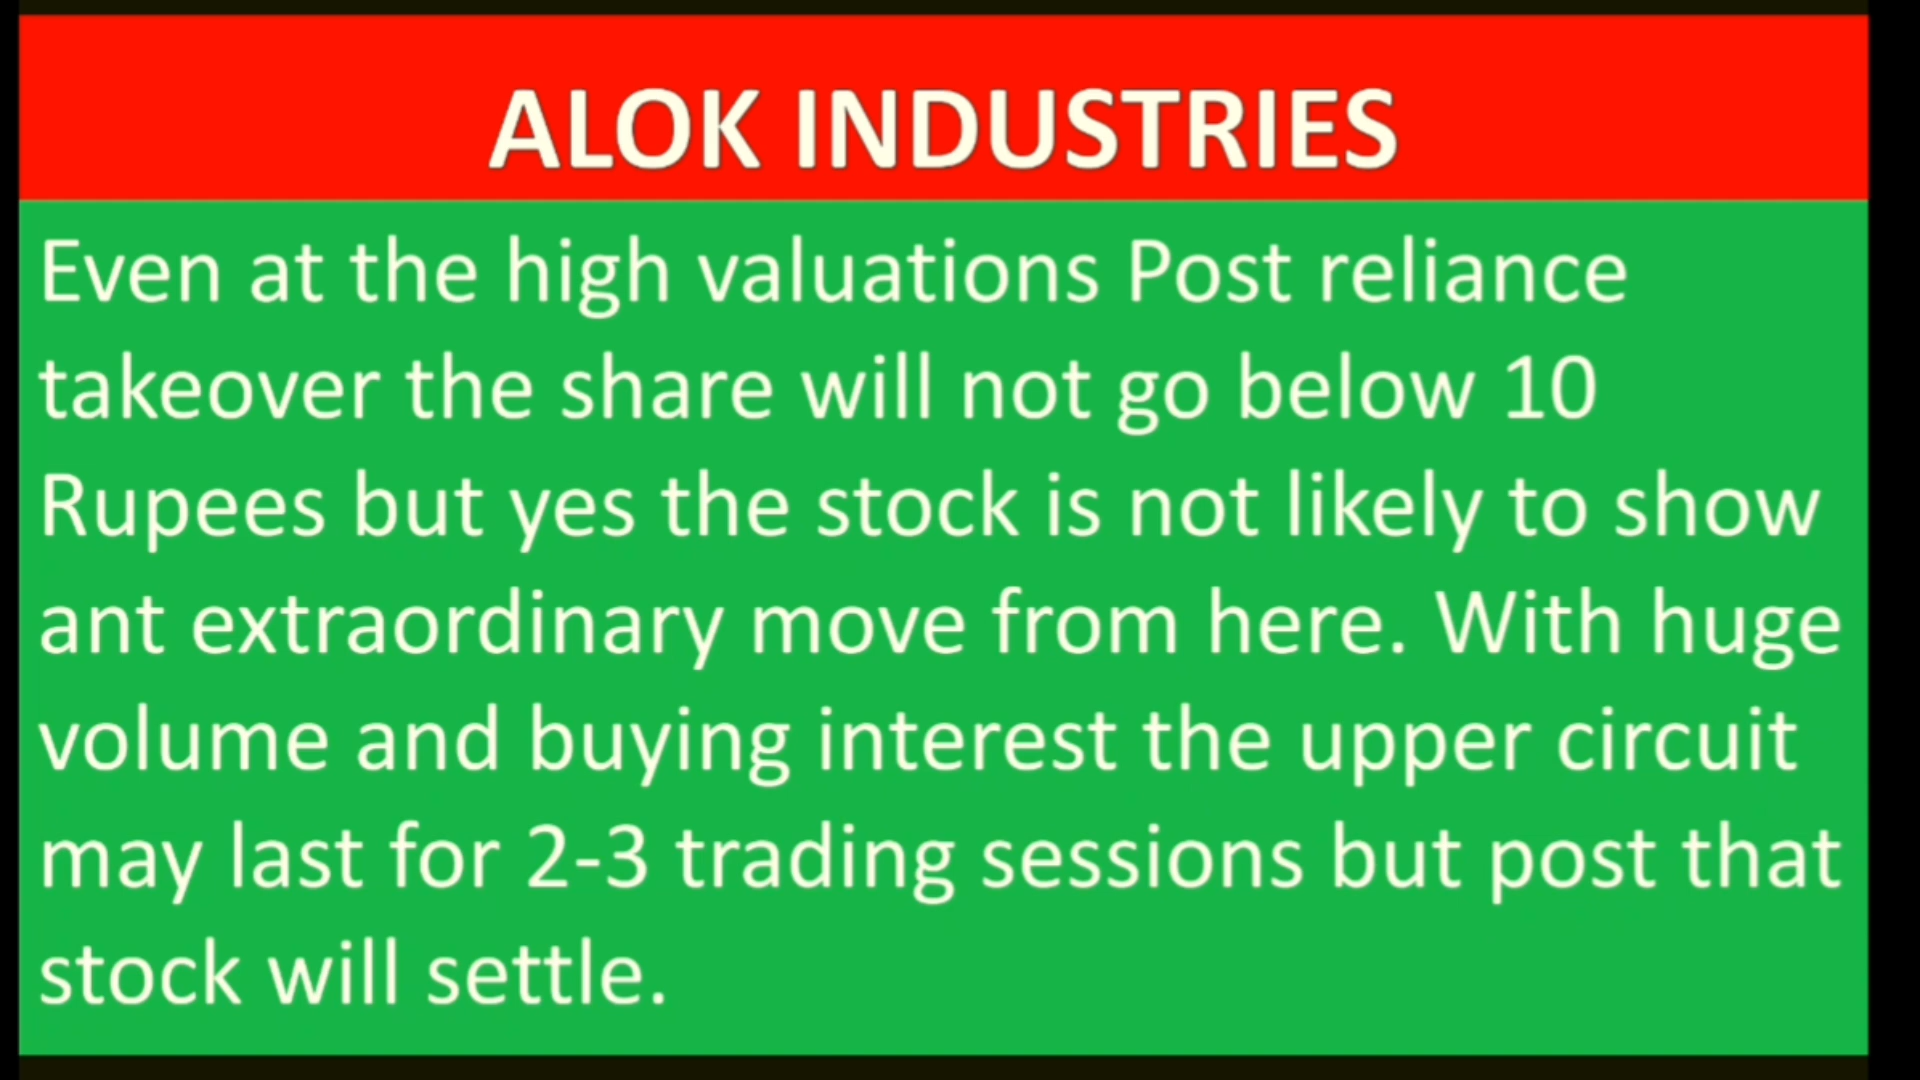 ALOK INDUSTRIES
Even at the high valuations Post reliance
takeover the share will not go below 10
Rupees but yes the stock is not likely to show
ant extraordinary move from here. With huge
volume and buying interest the upper circuit
may last for 2-3 trading sessions but post that
stock will settle.